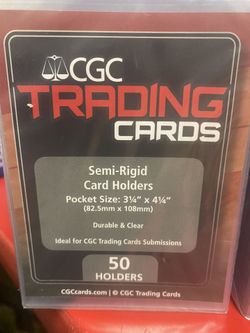 CGC
TRADING
CARDS
Semi-Rigid
Card Holders
Pocket Size: 3¼" x 4¼"
(82.5mm x 108mm)
Durable & Clear
Ideal for CGC Trading Cards Submissions
50
HOLDERS
CGCcards.com | © CGC Trading Cards